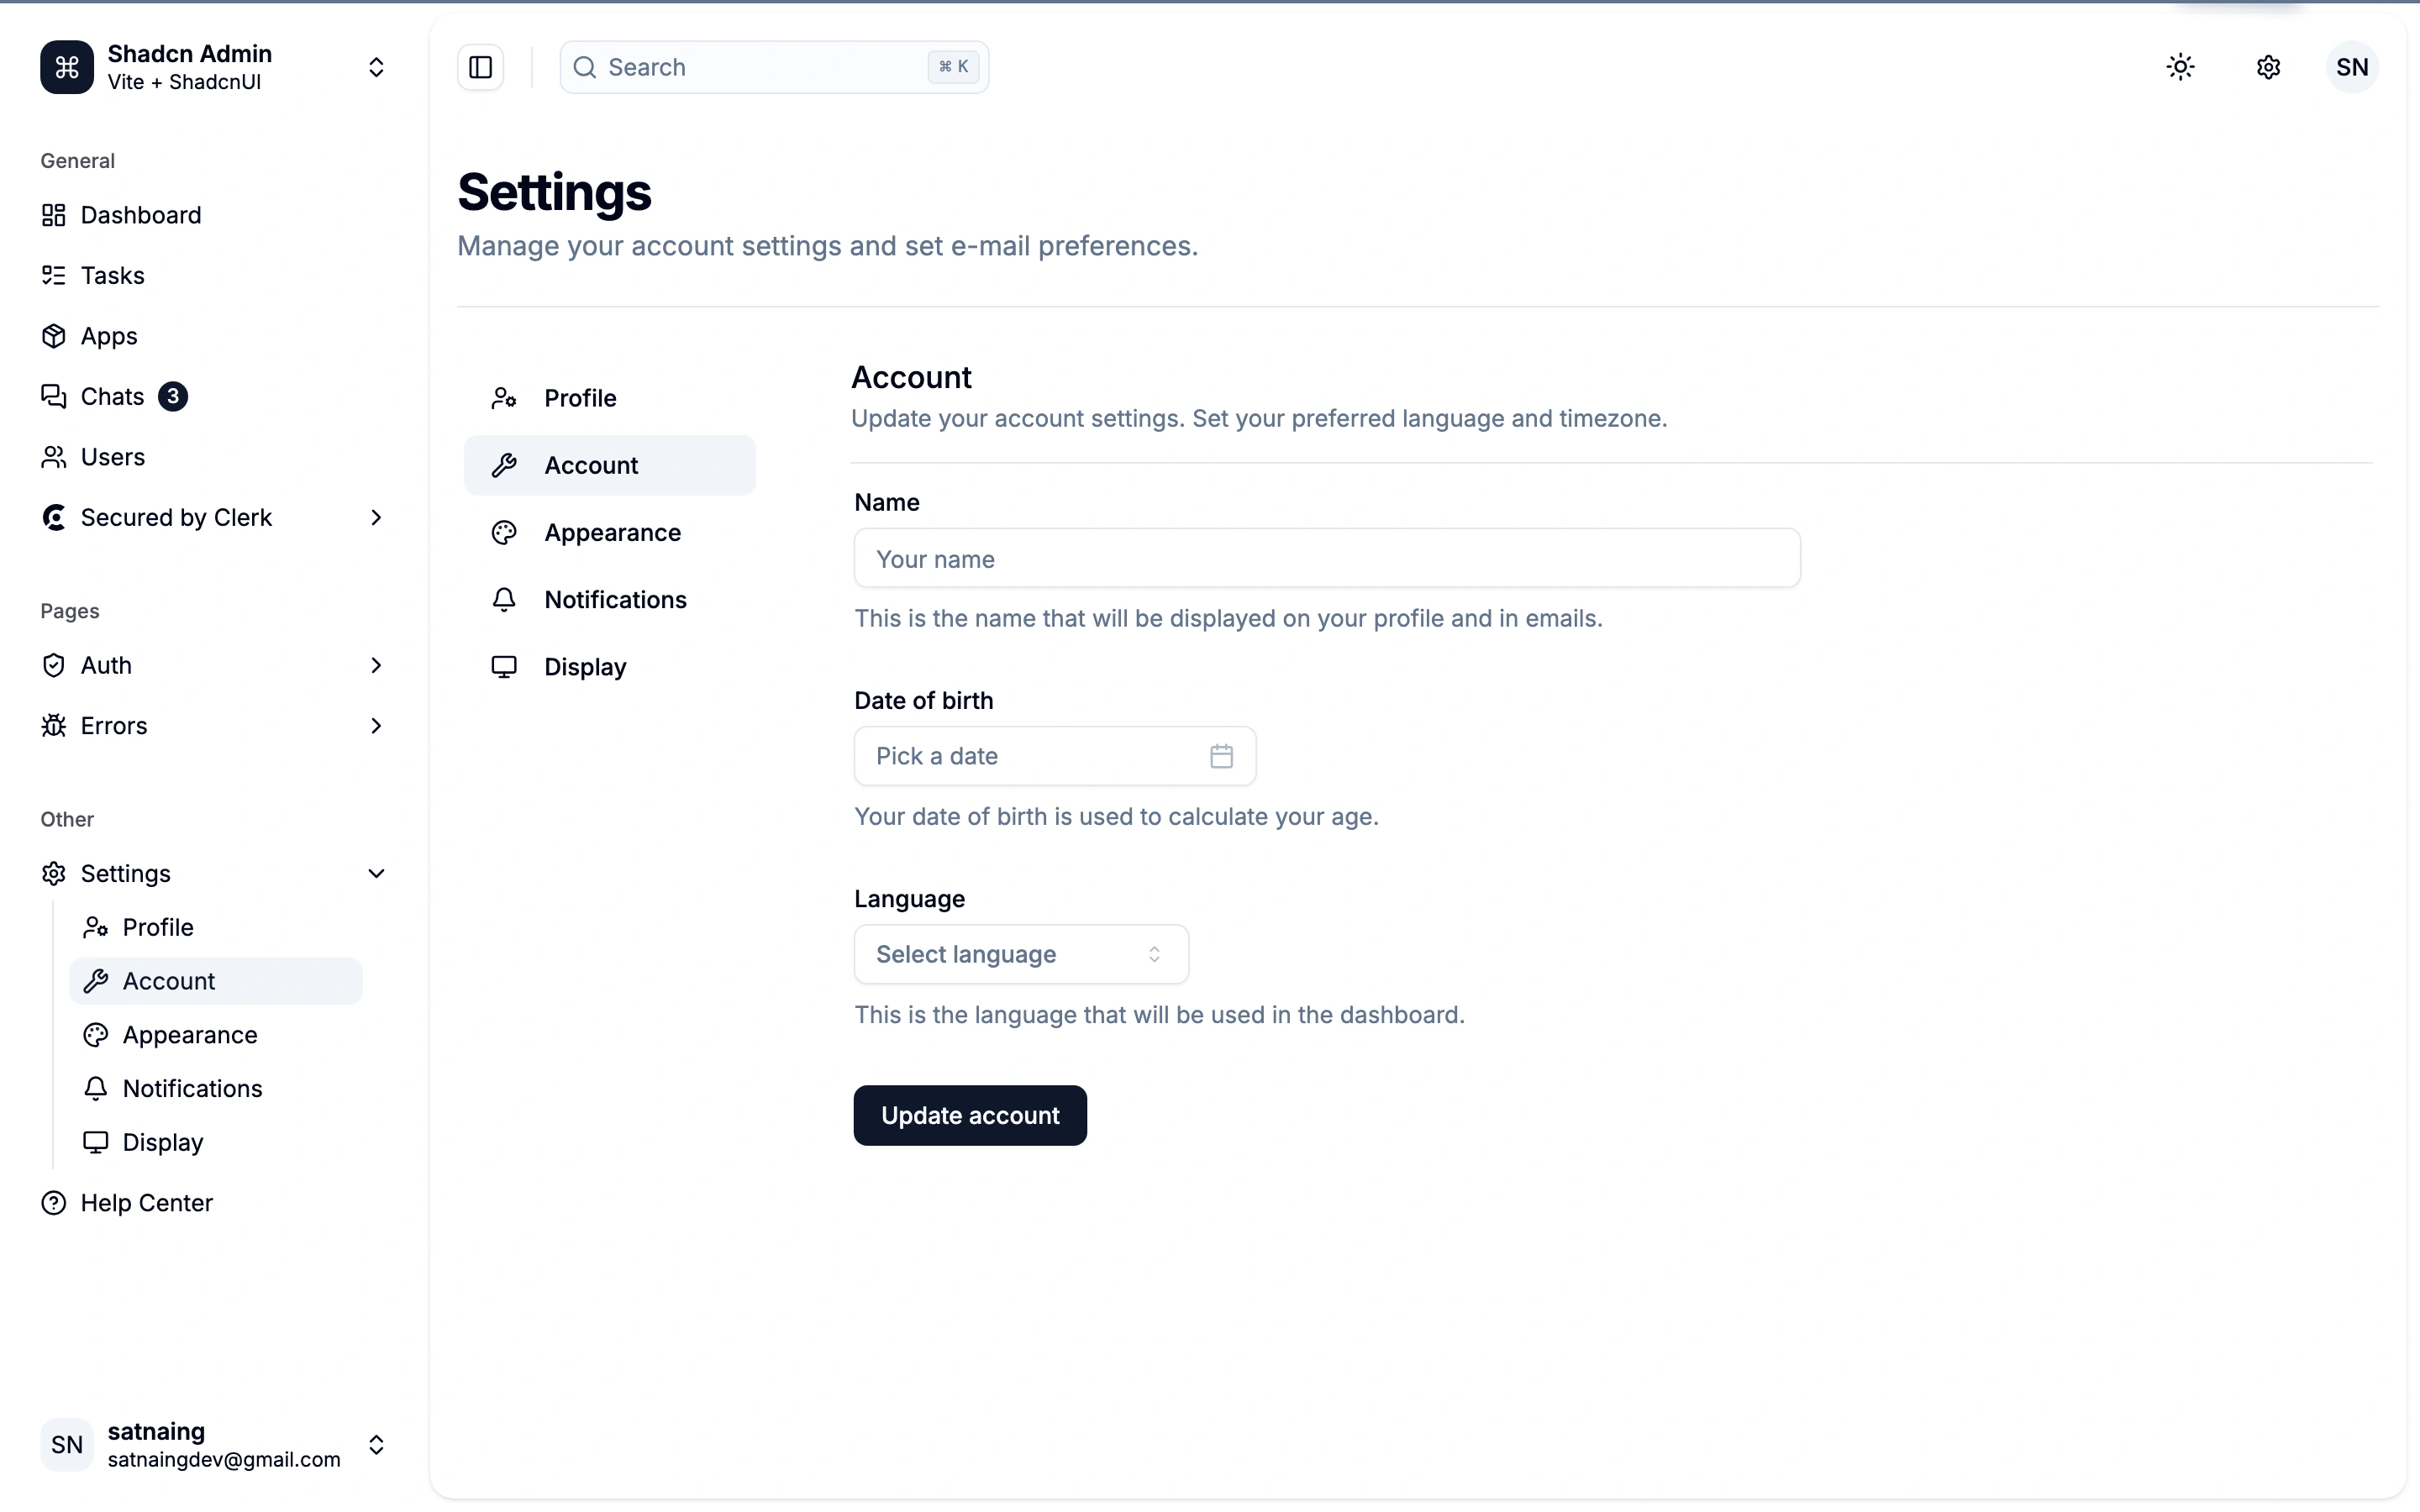 Shadcn Admin
Vite + ShadcnUI
General
Dashboard
Tasks
Apps
Chats 3
Users
Secured by Clerk
Pages
Auth
Errors
Other
Settings
Profile
Account
Appearance
Notifications
Display
Help Center
SN
satnaing
satnaingdev@gmail.com
Search ⌘ K
SN
Settings
Manage your account settings and set e-mail preferences.
Profile
Account
Appearance
Notifications
Display
Account
Update your account settings. Set your preferred language and timezone.
Name
Your name
This is the name that will be displayed on your profile and in emails.
Date of birth
Pick a date
Your date of birth is used to calculate your age.
Language
Select language
This is the language that will be used in the dashboard.
Update account